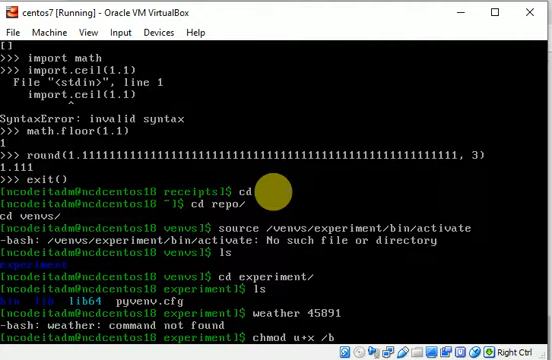 centos7 [Running] - Oracle VM VirtualBox
File Machine View Input Devices Help
[]
>>> import math
>>> import.ceil(1.1)
  File "<stdin>", line 1
    import.ceil(1.1)
          ^
SyntaxError: invalid syntax
>>> math.floor(1.1)
1
>>> round(1.11111111111111111111111111111111111111111111111111111, 3)
1.111
>>> exit()
[ncodeitadm@ncdcentos18 receipts]$ cd
[ncodeitadm@ncdcentos18 ~]$ cd repo/
cd venvs/
[ncodeitadm@ncdcentos18 venvs]$ source /venvs/experiment/bin/activate
-bash: /venvs/experiment/bin/activate: No such file or directory
[ncodeitadm@ncdcentos18 venvs]$ ls
experiment
[ncodeitadm@ncdcentos18 venvs]$ cd experiment/
[ncodeitadm@ncdcentos18 experiment]$ ls
bin lib lib64 pyvenv.cfg
[ncodeitadm@ncdcentos18 experiment]$ weather 45891
-bash: weather: command not found
[ncodeitadm@ncdcentos18 experiment]$ chmod u+x /b
Right Ctrl